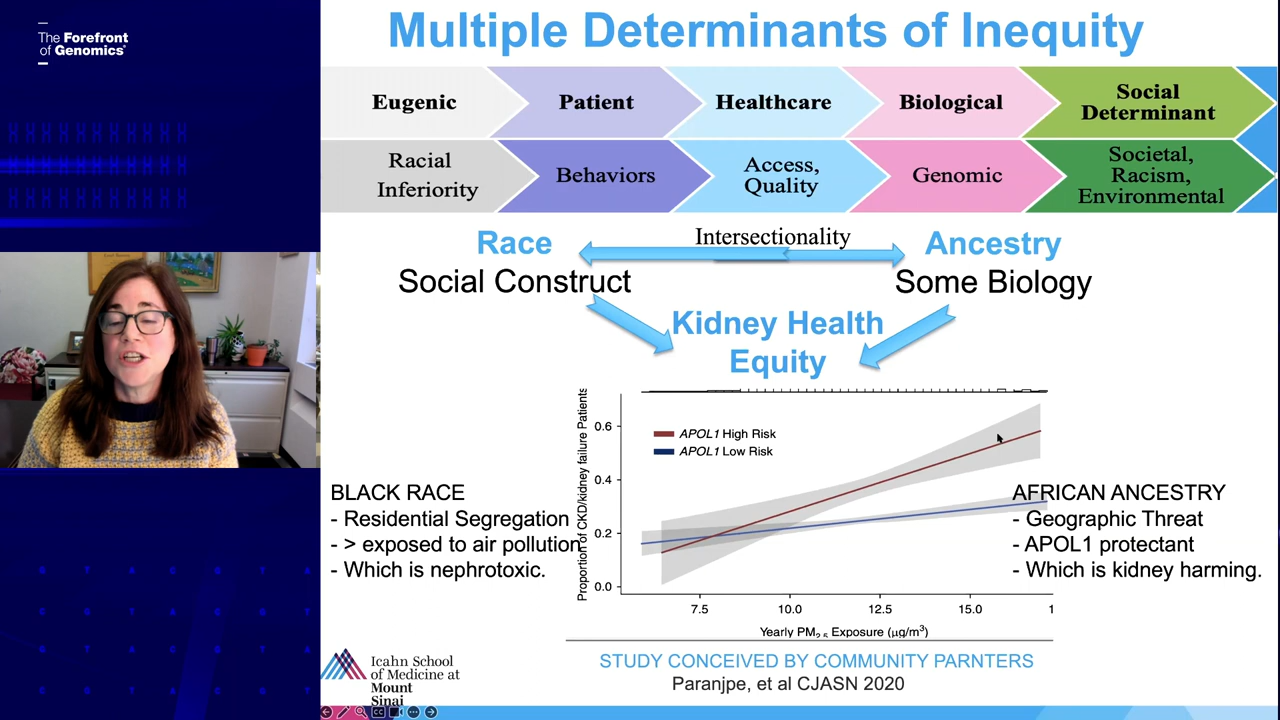 The Forefront
of Genomics®
Multiple Determinants of Inequity
Eugenic
Patient
Healthcare
Biological
Social
Determinant
Racial
Inferiority
Behaviors
Access,
Quality
Genomic
Societal,
Racism,
Environmental
Race
Intersectionality
Ancestry
Social Construct
Some Biology
Kidney Health
Equity
BLACK RACE
- Residential Segregation
- > exposed to air pollution
- Which is nephrotoxic.
Proportion of CKD/kidney failure Patients
0.6
0.4
0.2
0.0
APOL1 High Risk
APOL1 Low Risk
7.5
10.0
12.5
15.0
1
Yearly PM2.5 Exposure (µg/m³)
AFRICAN ANCESTRY
- Geographic Threat
- APOL1 protectant
- Which is kidney harming.
STUDY CONCEIVED BY COMMUNITY PARNTERS
Paranjpe, et al CJASN 2020
Icahn School
of Medicine at
Mount
Sinai